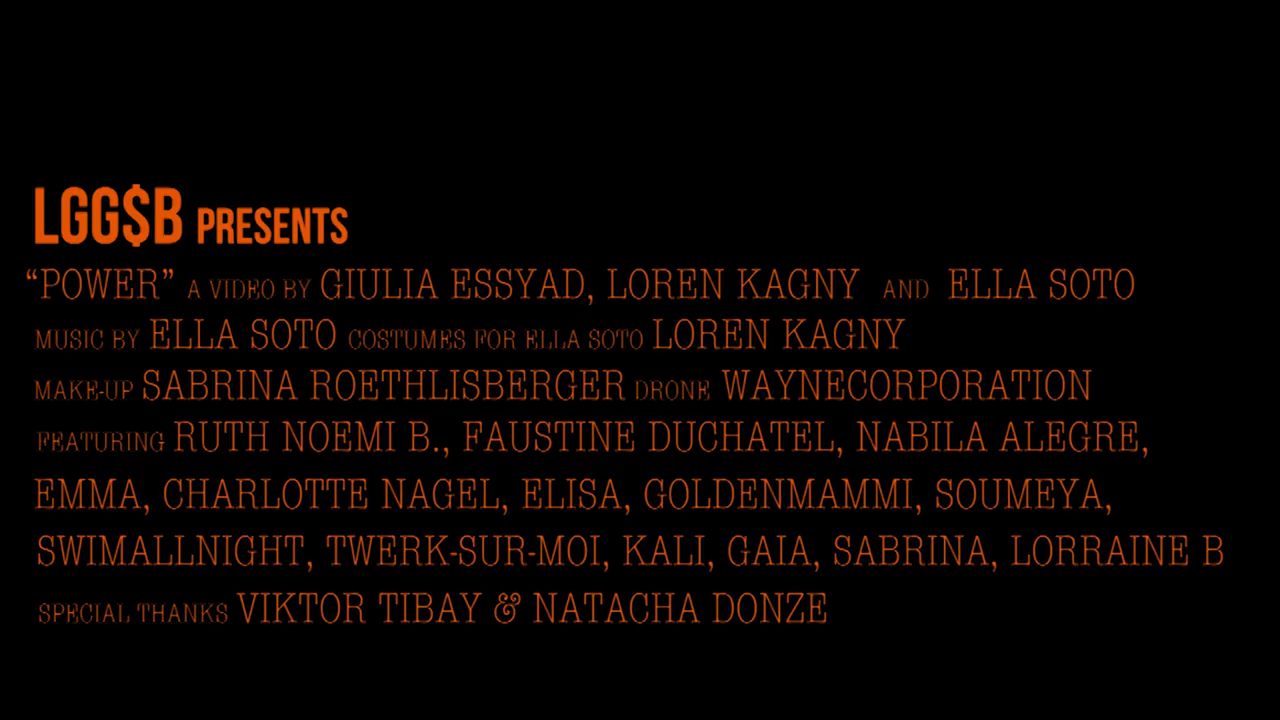 LGG$B PRESENTS
“POWER” A VIDEO BY GIULIA ESSYAD, LOREN KAGNY AND ELLA SOTO
MUSIC BY ELLA SOTO COSTUMES FOR ELLA SOTO LOREN KAGNY
MAKE-UP SABRINA ROETHLISBERGER DRONE WAYNECORPORATION
FEATURING RUTH NOEMI B., FAUSTINE DUCHATEL, NABILA ALEGRE,
EMMA, CHARLOTTE NAGEL, ELISA, GOLDENMAMMI, SOUMEYA,
SWIMALLNIGHT, TWERK-SUR-MOI, KALI, GAIA, SABRINA, LORRAINE B
SPECIAL THANKS VIKTOR TIBAY & NATACHA DONZE